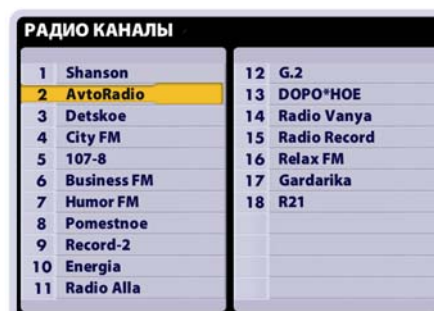 РАДИО КАНАЛЫ
1 Shanson
2 AvtoRadio
3 Detskoe
4 City FM
5 107-8
6 Business FM
7 Humor FM
8 Pomestnoe
9 Record-2
10 Energia
11 Radio Alla
12 G.2
13 DOPO*HOE
14 Radio Vanya
15 Radio Record
16 Relax FM
17 Gardarika
18 R21